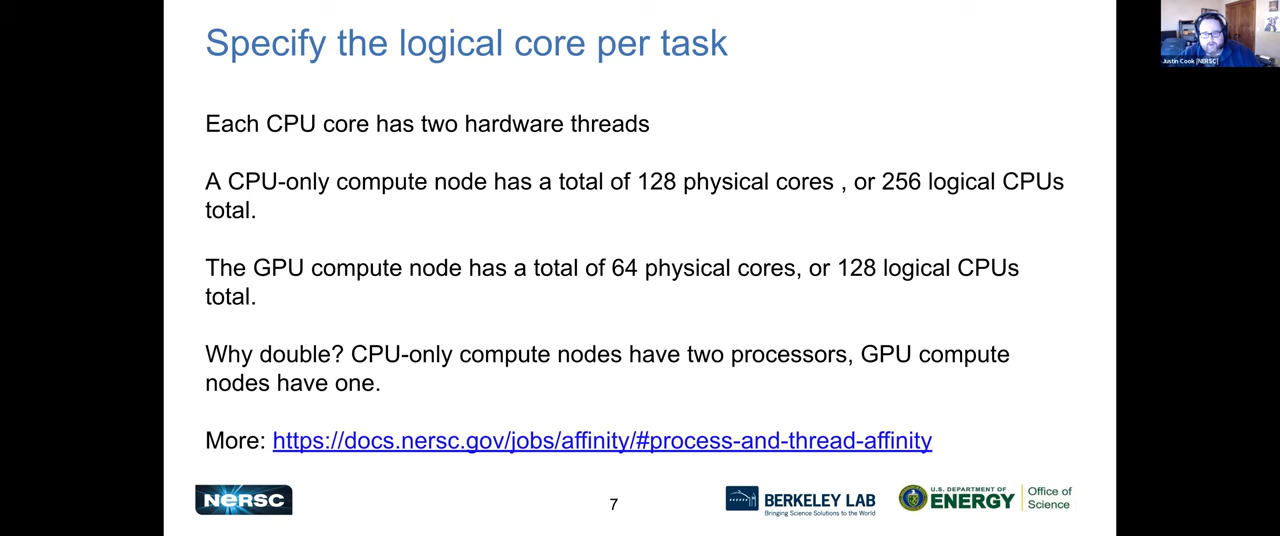 Specify the logical core per task
Justin Cook [NERSC]
Each CPU core has two hardware threads
A CPU-only compute node has a total of 128 physical cores , or 256 logical CPUs
total.
The GPU compute node has a total of 64 physical cores, or 128 logical CPUs
total.
Why double? CPU-only compute nodes have two processors, GPU compute
nodes have one.
More: https://docs.nersc.gov/jobs/affinity/#process-and-thread-affinity
NERSC
7
BERKELEY LAB
Bringing Science Solutions to the World
U.S. DEPARTMENT OF
ENERGY
Office of
Science